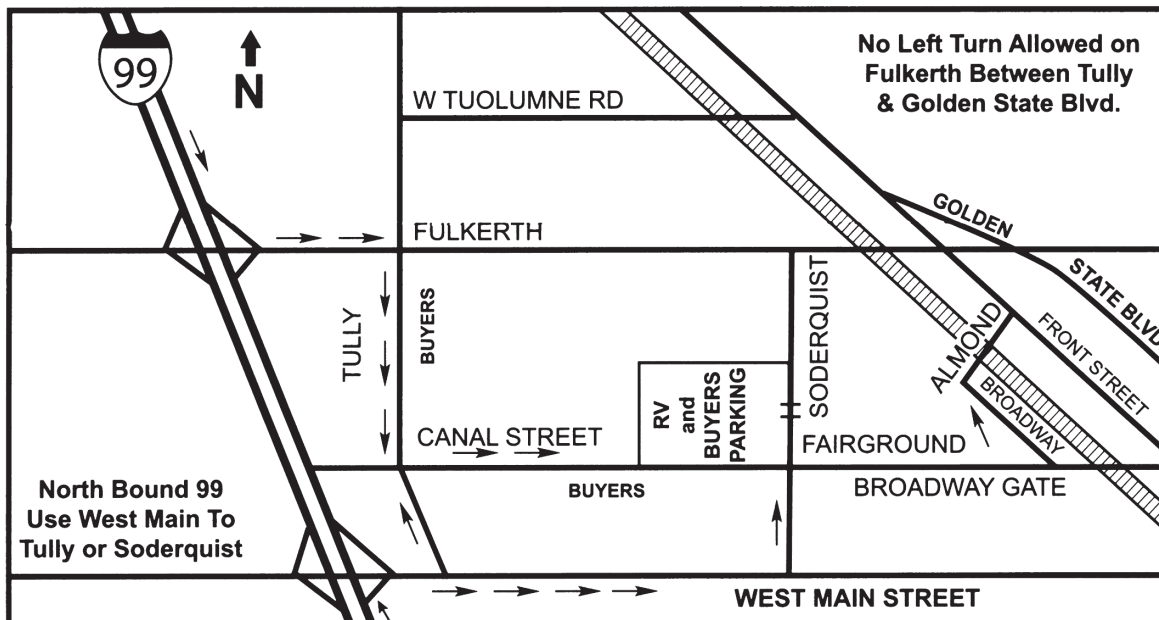 99
N
W TUOLUMNE RD
No Left Turn Allowed on
Fulkerth Between Tully
& Golden State Blvd.
FULKERTH
GOLDEN
STATE BLVD
TULLY
BUYERS
SODERQUIST
ALMOND
FRONT STREET
BROADWAY
RV
and
BUYERS
PARKING
CANAL STREET
FAIRGROUND
BUYERS
BROADWAY GATE
North Bound 99
Use West Main To
Tully or Soderquist
WEST MAIN STREET